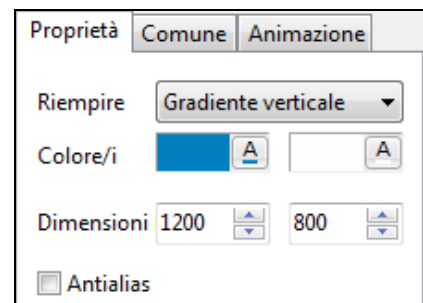 Proprietà Comune Animazione
Riempire Gradiente verticale
Colore/i A A
Dimensioni 1200 800
Antialias